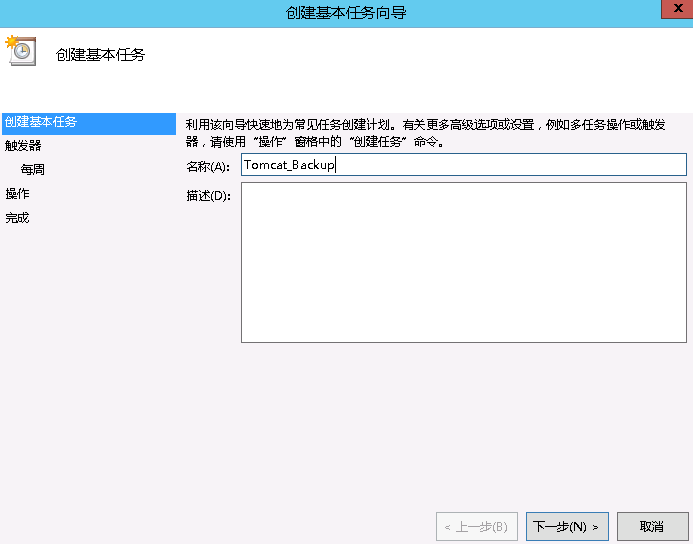 创建基本任务向导
x
创建基本任务
创建基本任务
触发器
每周
操作
完成
利用该向导快速地为常见任务创建计划。有关更多高级选项或设置，例如多任务操作或触发
器，请使用“操作”窗格中的“创建任务”命令。
名称(A): Tomcat_Backup
描述(D):
< 上一步(B) 下一步(N) > 取消